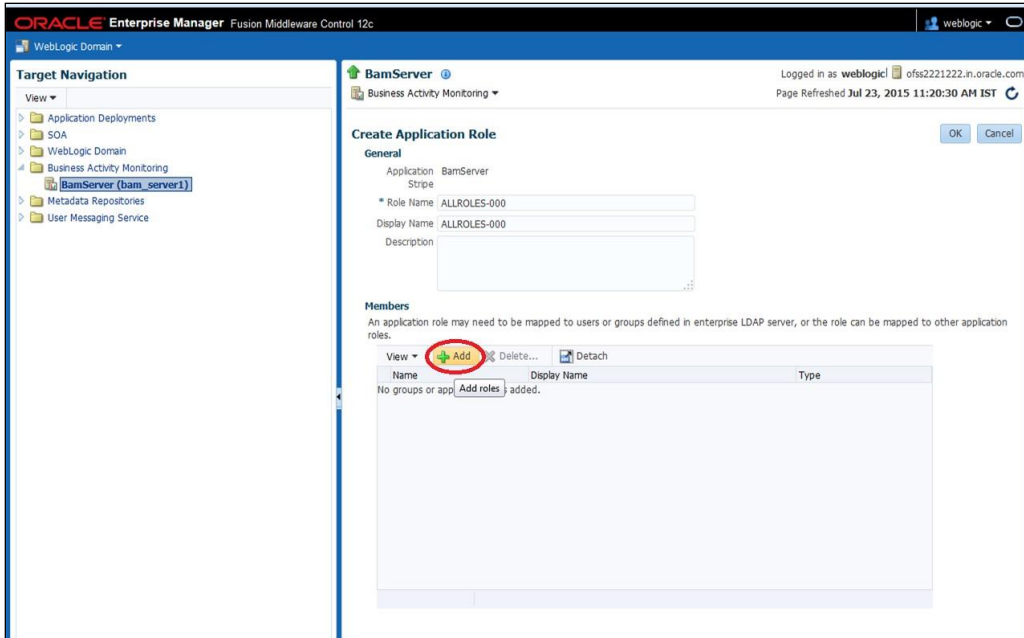 ORACLE Enterprise Manager Fusion Middleware Control 12c
weblogic
WebLogic Domain
Target Navigation
View
Application Deployments
SOA
WebLogic Domain
Business Activity Monitoring
BamServer (bam_server1)
Metadata Repositories
User Messaging Service
BamServer
Logged in as weblogic| ofss2221222.in.oracle.com
Business Activity Monitoring
Page Refreshed Jul 23, 2015 11:20:30 AM IST
Create Application Role
OK Cancel
General
Application Stripe BamServer
* Role Name ALLROLES-000
Display Name ALLROLES-000
Description
Members
An application role may need to be mapped to users or groups defined in enterprise LDAP server, or the role can be mapped to other application
roles.
View Add Delete... Detach
Name Display Name Type
No groups or app s added.
Add roles